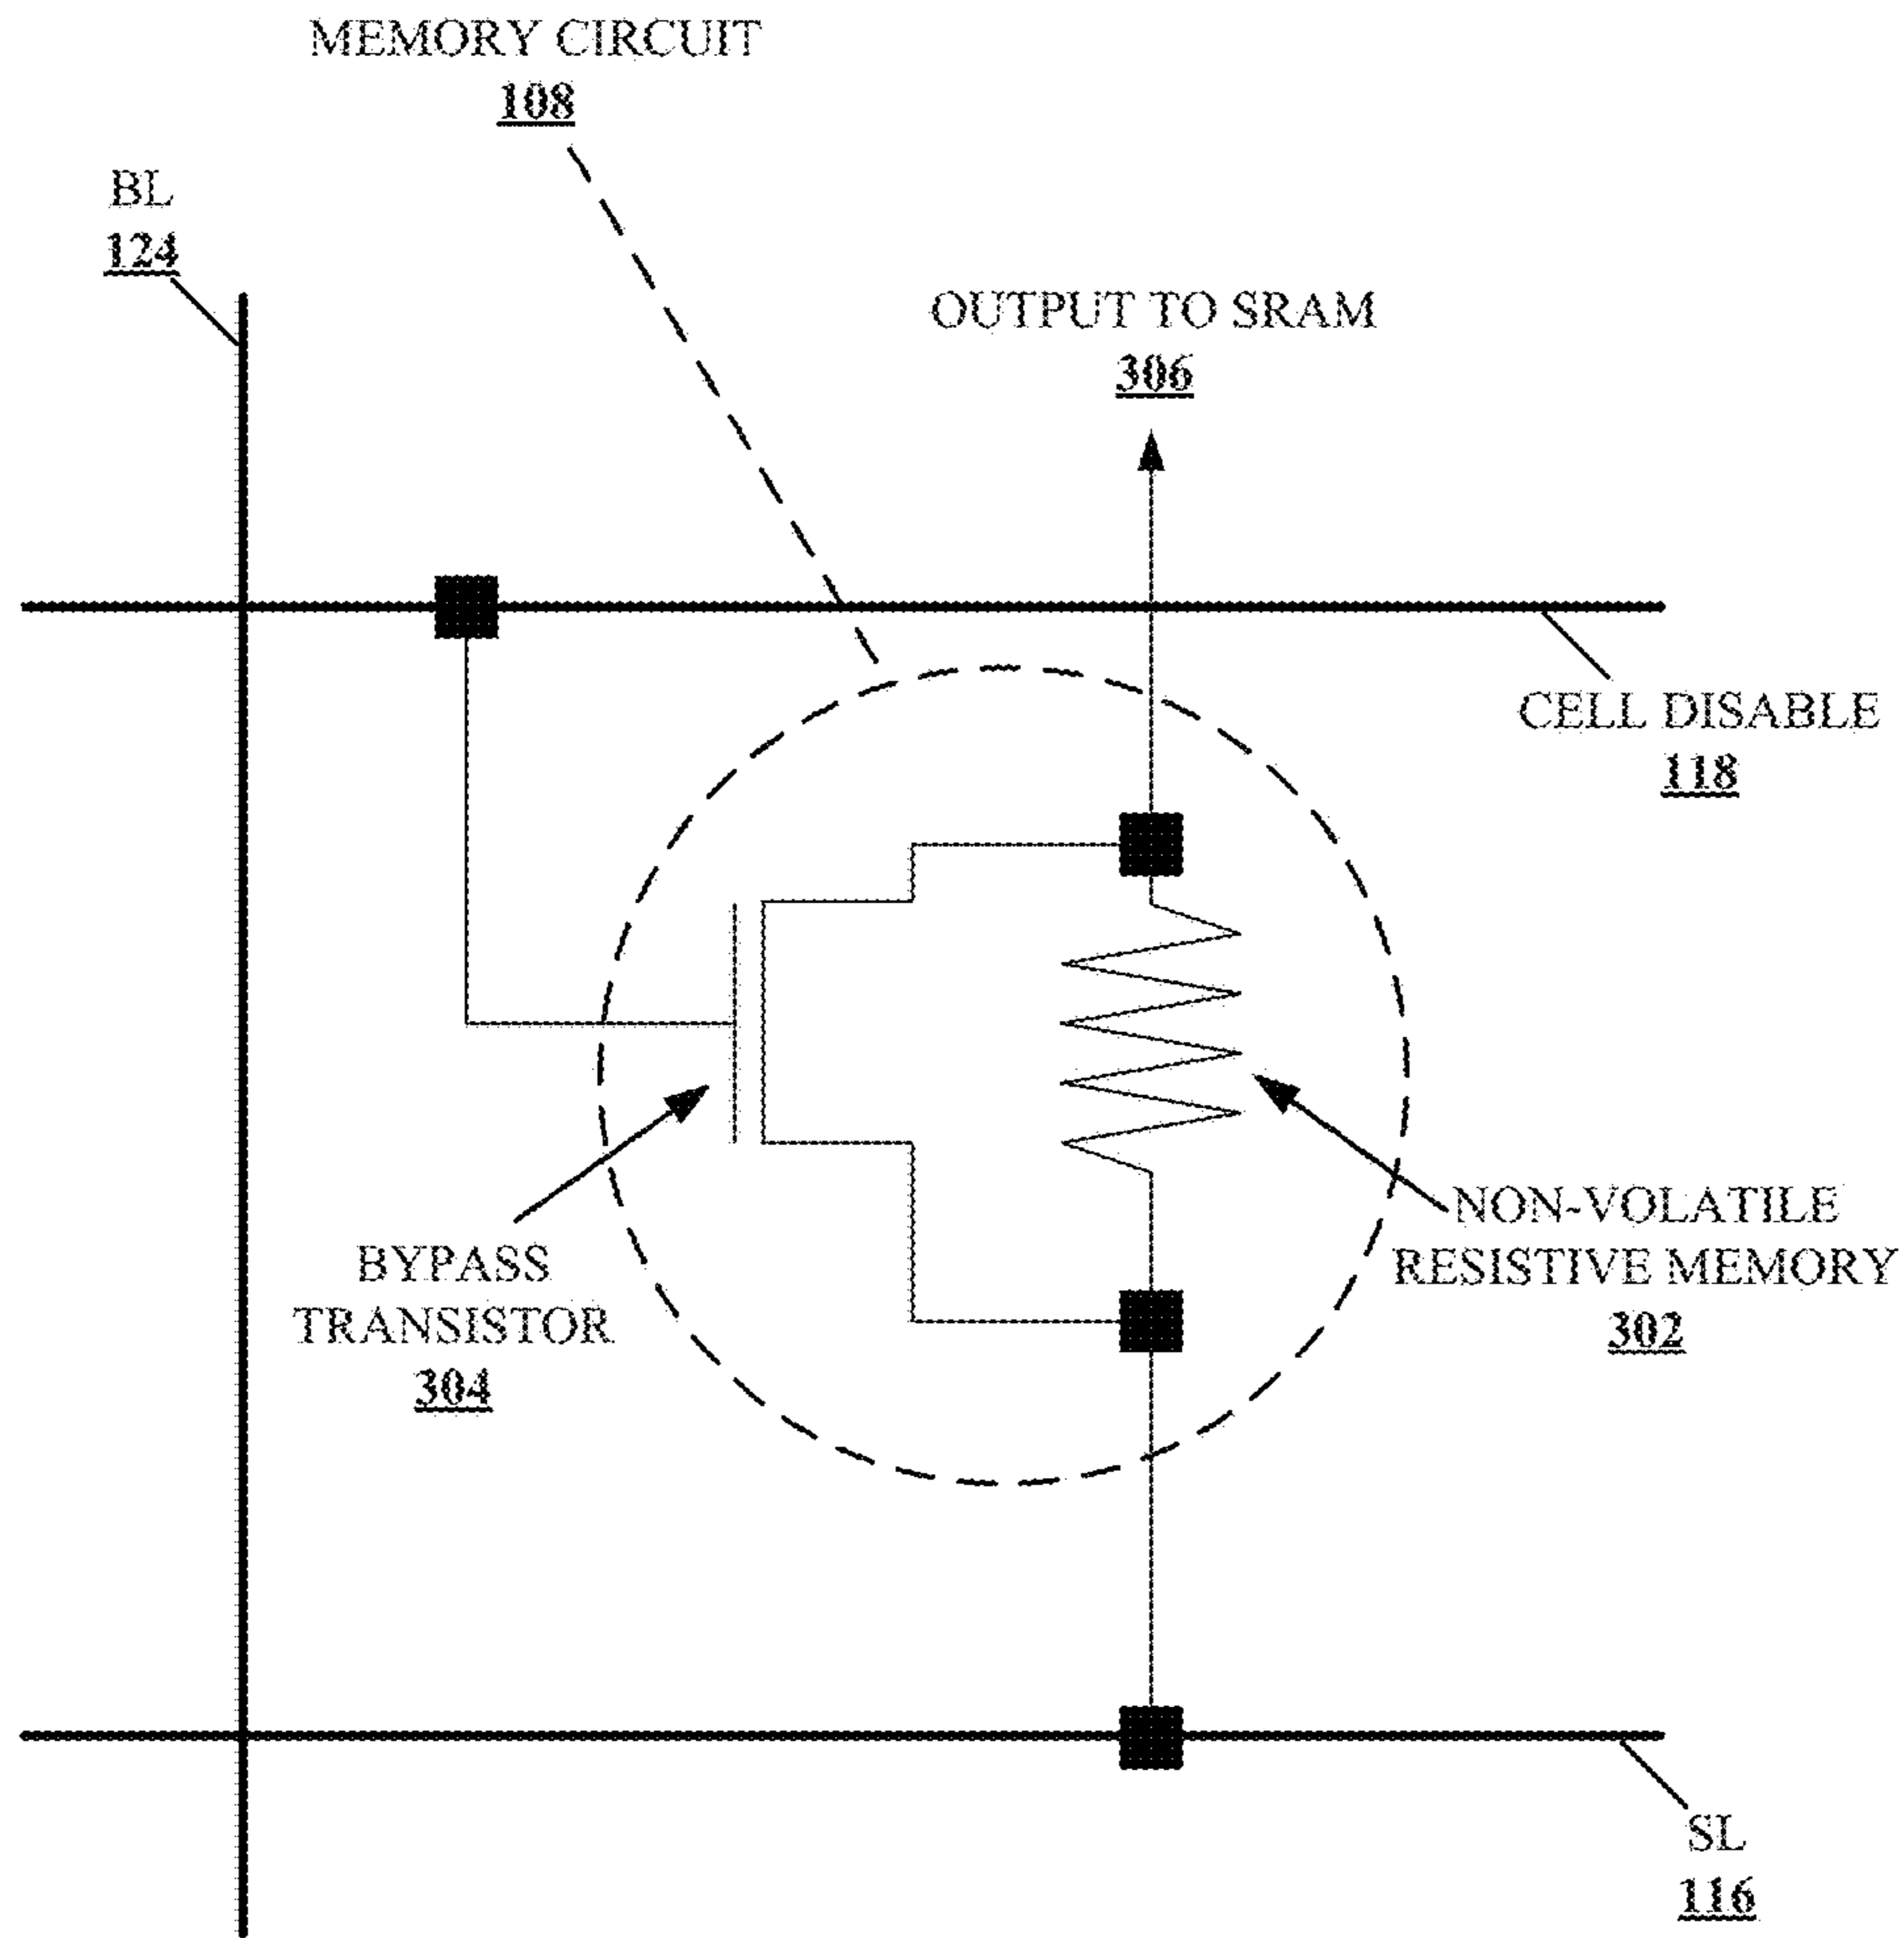 MEMORY CIRCUIT
108
BL
124
OUTPUT TO SRAM
306
CELL DISABLE
118
BYPASS
TRANSISTOR
304
NON-VOLATILE
RESISTIVE MEMORY
302
SL
116